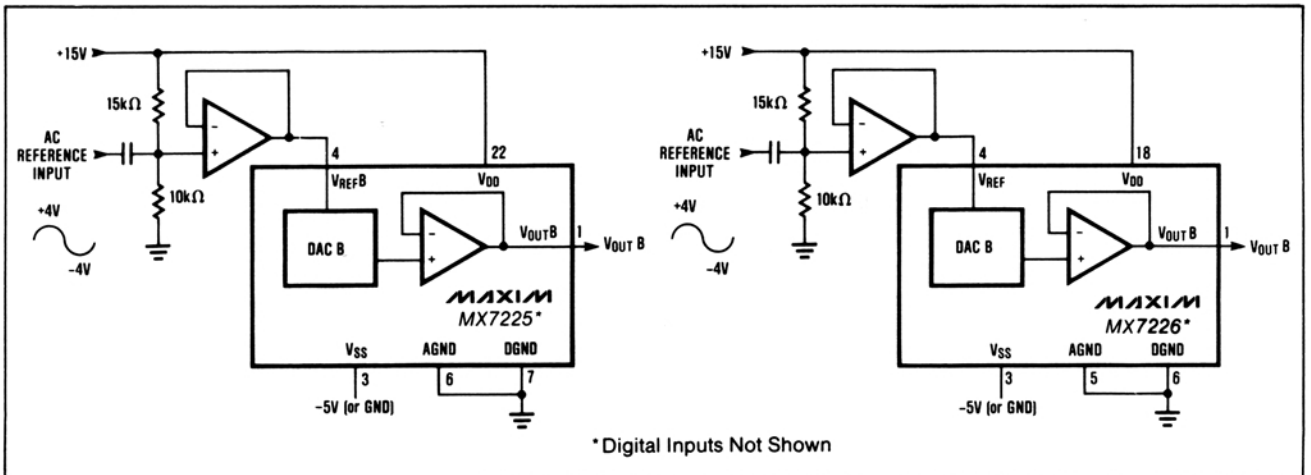 +15V
15kΩ
AC
REFERENCE
INPUT
10kΩ
+4V
-4V
4
22
VREFB
VDD
DAC B
VOUTB
1
VOUT B
MAXIM
MX7225*
VSS
AGND
DGND
3
6
7
-5V (or GND)
+15V
15kΩ
AC
REFERENCE
INPUT
10kΩ
+4V
-4V
4
18
VREF
VDD
DAC B
VOUTB
1
VOUT B
MAXIM
MX7226*
VSS
AGND
DGND
3
5
6
-5V (or GND)
*Digital Inputs Not Shown